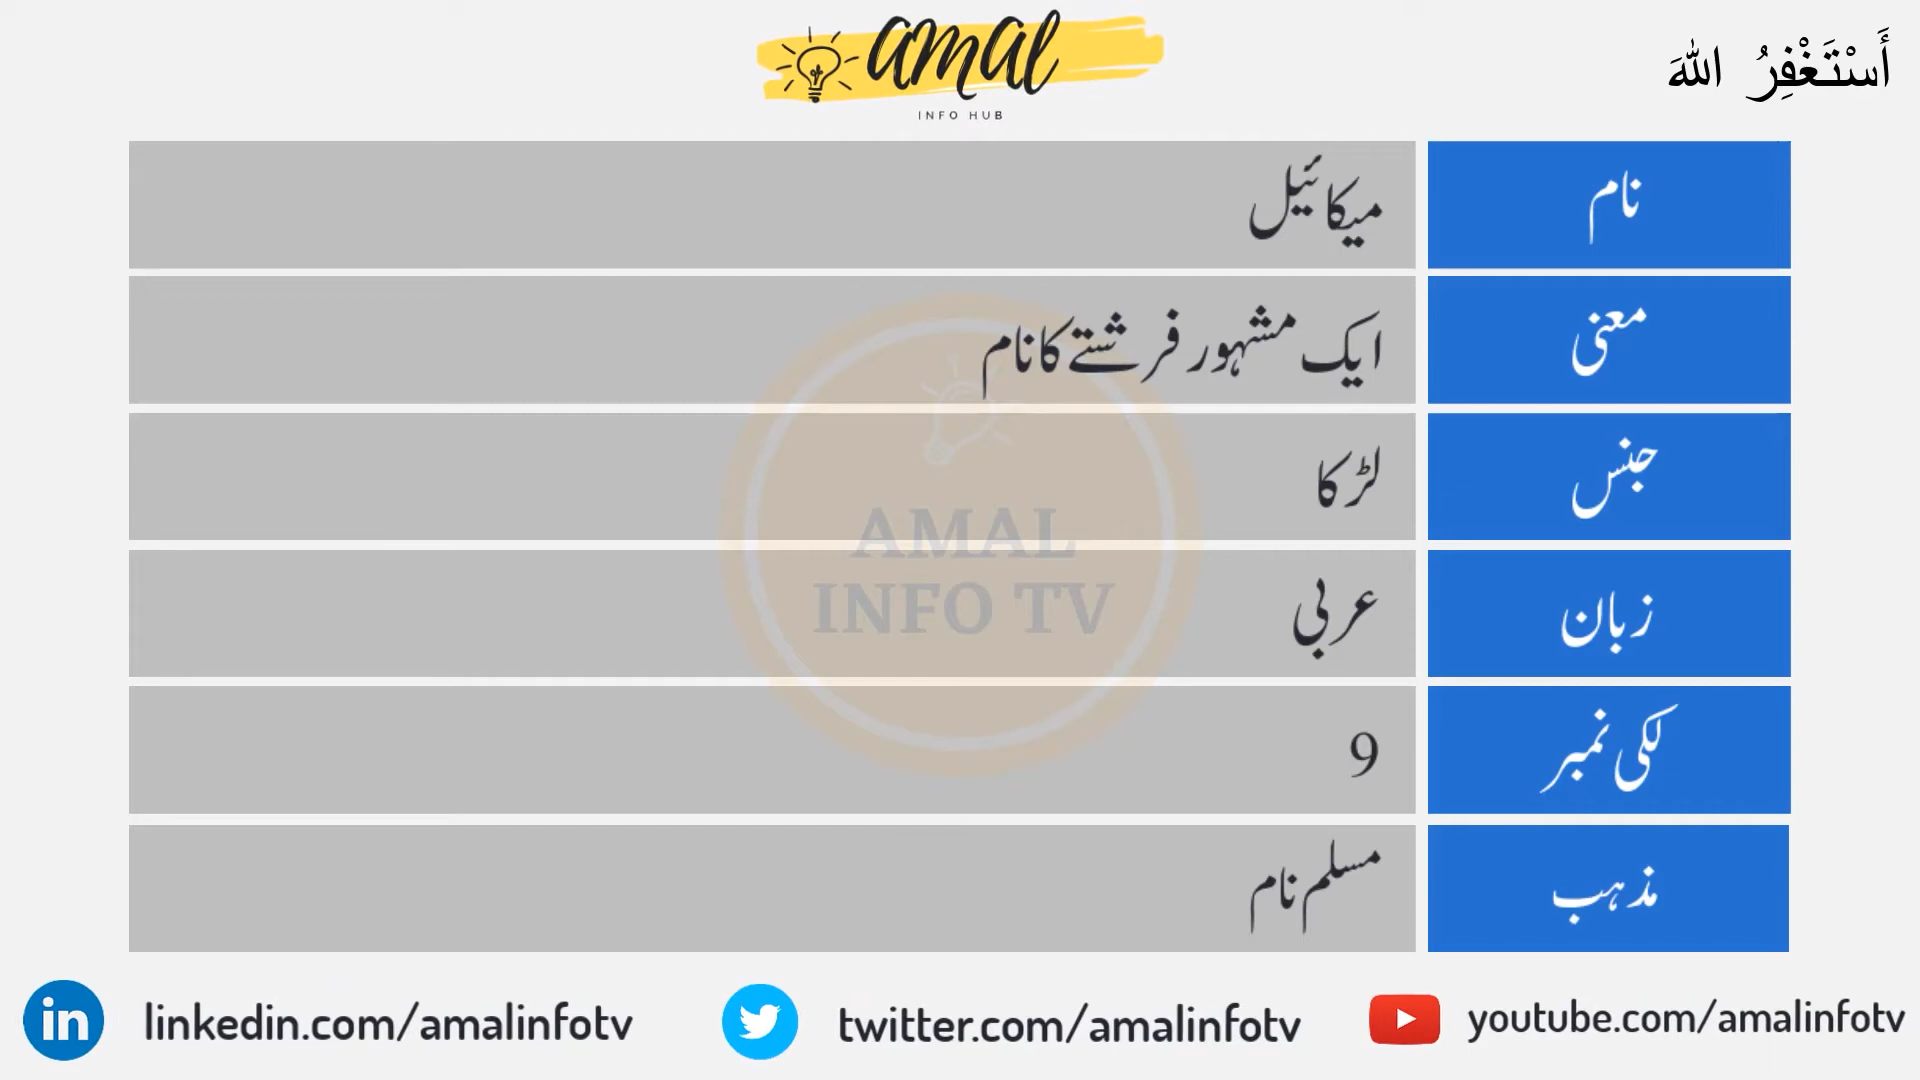 amal
INFO HUB
أَسْتَغْفِرُ اللهَ
نام
میکائیل
معنی
ایک مشہور فرشتے کا نام
جنس
لڑکا
زبان
عربی
لکی نمبر
9
مذہب
مسلم نام
AMAL
INFO TV
linkedin.com/amalinfotv
twitter.com/amalinfotv
youtube.com/amalinfotv